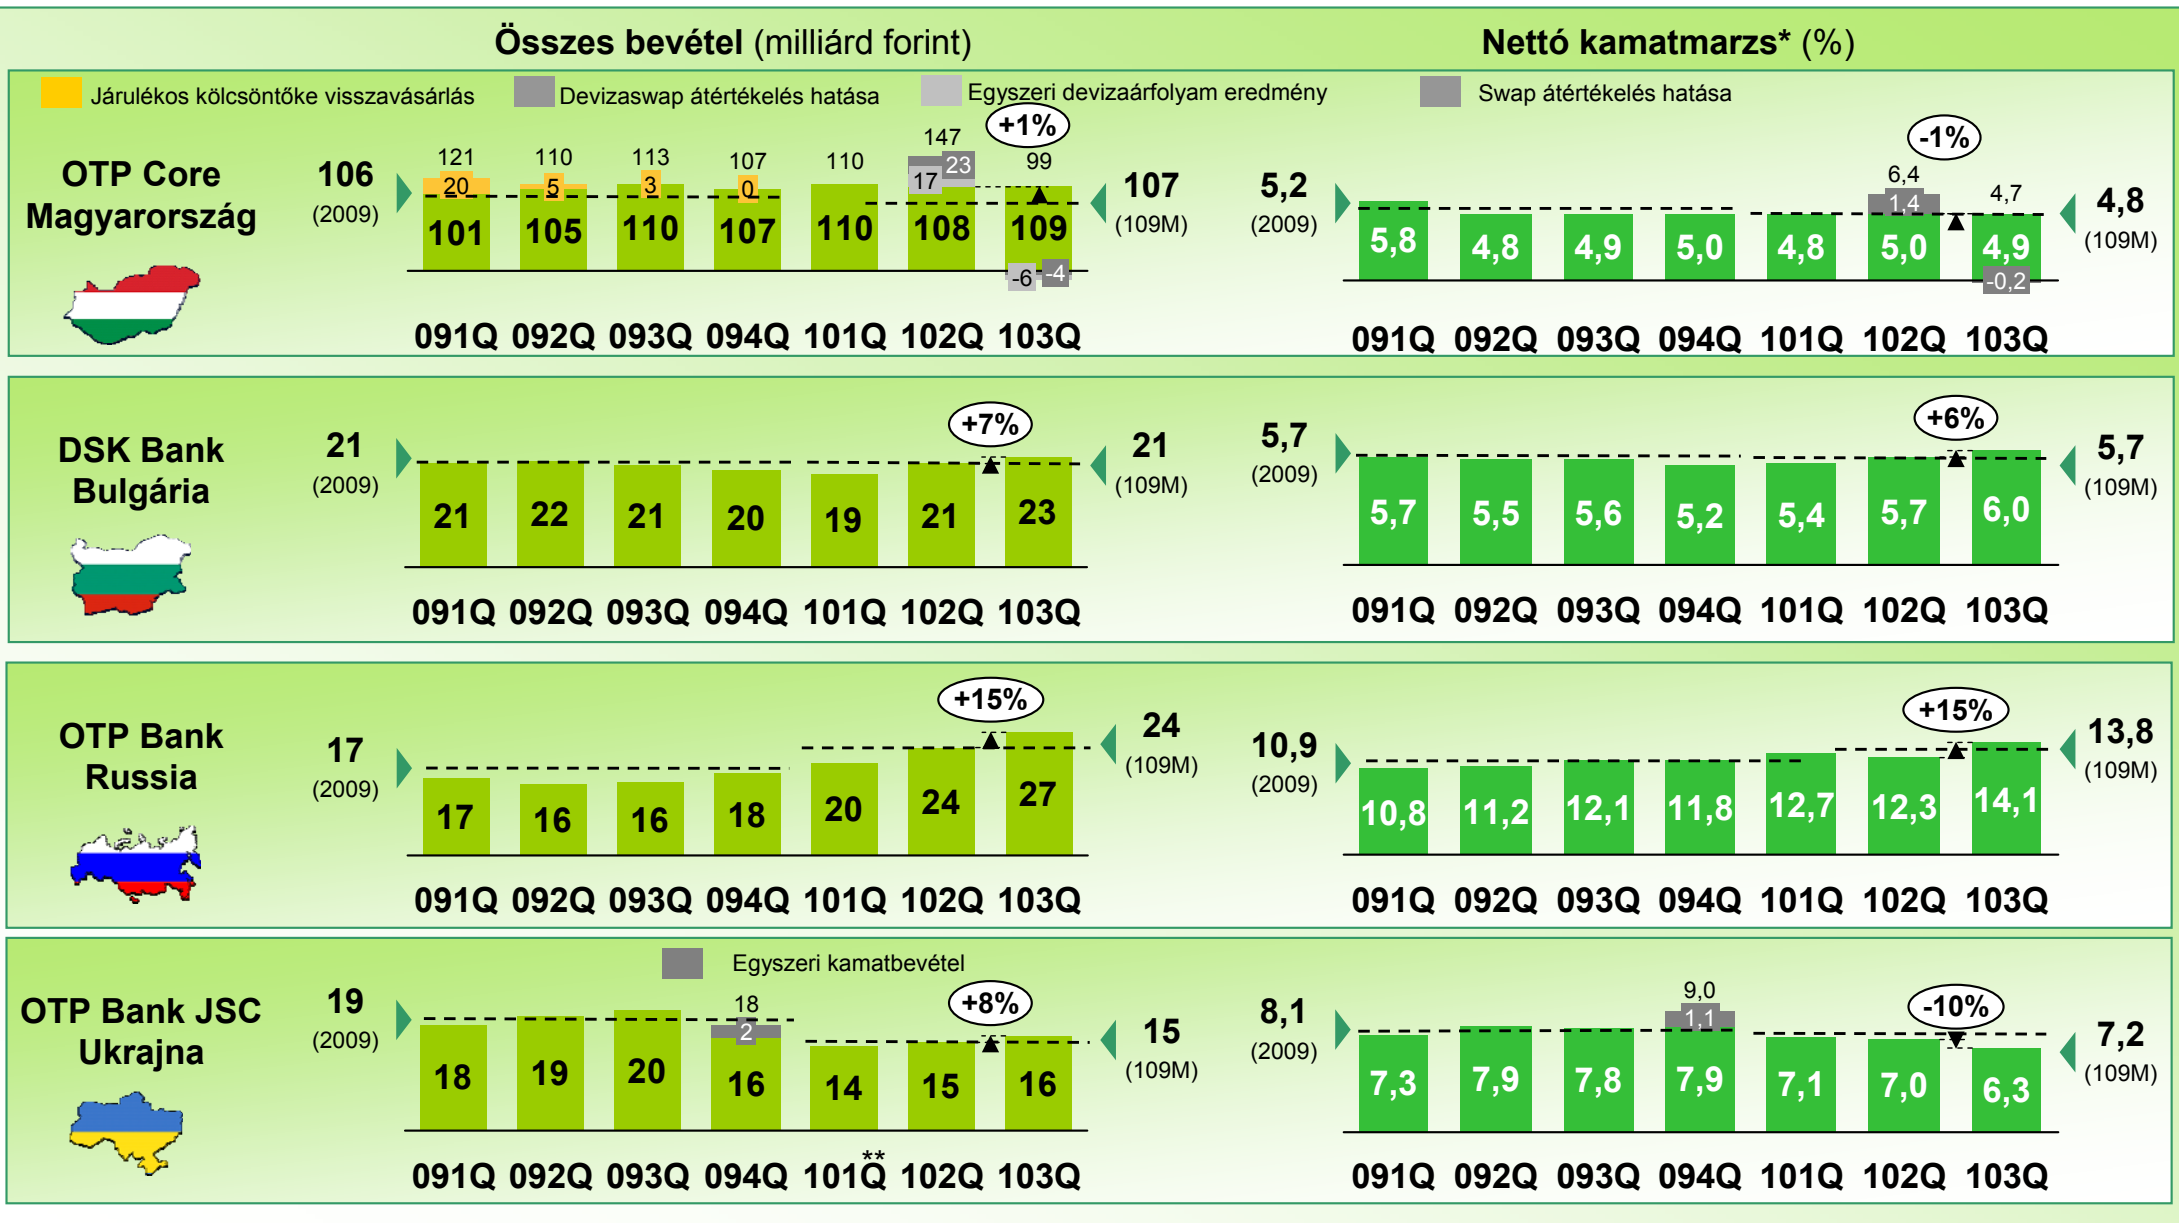 Összes bevétel (milliárd forint)
Nettó kamatmarzs* (%)
Járulékos kölcsöntőke visszavásárlás
Devizaswap átértékelés hatása
Egyszeri devizaárfolyam eredmény
Swap átértékelés hatása
OTP Core
Magyarország
106
(2009)
121 110 113 107 110 147 99
+1%
20 5 3 0 17 23
101 105 110 107 110 108 109
-6 -4
107
(109M)
091Q 092Q 093Q 094Q 101Q 102Q 103Q
5,2
(2009)
-1%
6,4 4,7
1,4
5,8 4,8 4,9 5,0 4,8 5,0 4,9
-0,2
4,8
(109M)
091Q 092Q 093Q 094Q 101Q 102Q 103Q
DSK Bank
Bulgária
21
(2009)
+7%
21 22 21 20 19 21 23
21
(109M)
091Q 092Q 093Q 094Q 101Q 102Q 103Q
5,7
(2009)
+6%
5,7 5,5 5,6 5,2 5,4 5,7 6,0
5,7
(109M)
091Q 092Q 093Q 094Q 101Q 102Q 103Q
OTP Bank
Russia
17
(2009)
+15%
17 16 16 18 20 24 27
24
(109M)
091Q 092Q 093Q 094Q 101Q 102Q 103Q
10,9
(2009)
+15%
10,8 11,2 12,1 11,8 12,7 12,3 14,1
13,8
(109M)
091Q 092Q 093Q 094Q 101Q 102Q 103Q
Egyszeri kamatbevétel
OTP Bank JSC
Ukrajna
19
(2009)
18
+8%
2
18 19 20 16 14 15 16
15
(109M)
091Q 092Q 093Q 094Q 101Q** 102Q 103Q
8,1
(2009)
9,0
-10%
1,1
7,3 7,9 7,8 7,9 7,1 7,0 6,3
7,2
(109M)
091Q 092Q 093Q 094Q 101Q 102Q 103Q